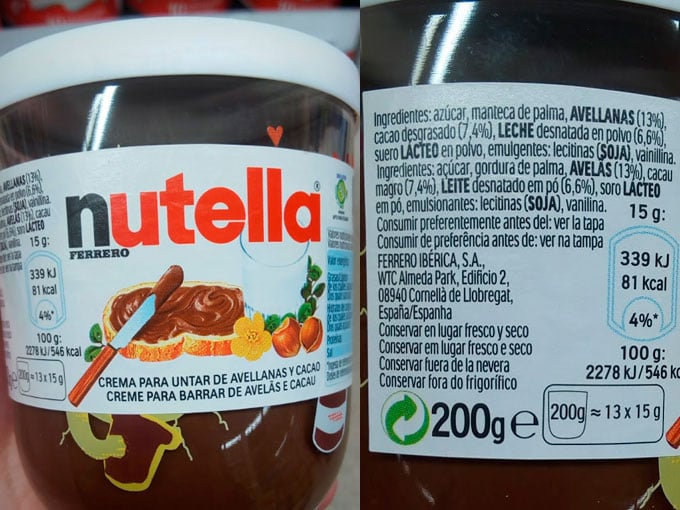 AVELLANAS (13%),
15 g:
339 kJ
81 kcal
4%*
100 g:
2278 kJ/546 kcal
200g ≈ 13 x 15 g
nutella®
FERRERO
CREMA PARA UNTAR DE AVELLANAS Y CACAO
CREME PARA BARRAR DE AVELÃS E CACAU
Ingredientes: azúcar, manteca de palma, AVELLANAS (13%),
cacao desgrasado (7,4%), LECHE desnatada en polvo (6,6%),
suero LÁCTEO en polvo, emulgentes: lecitinas (SOJA), vainillina.
Ingredientes: açúcar, gordura de palma, AVELÃS (13%), cacau
magro (7,4%), LEITE desnatado em pó (6,6%), soro LÁCTEO
em pó, emulsionantes: lecitinas (SOJA), vanilina.
Consumir preferentemente antes del: ver la tapa
Consumir de preferência antes de: ver na tampa
FERRERO IBÉRICA, S.A.,
WTC Almeda Park, Edificio 2,
08940 Cornellà de Llobregat,
España/Espanha
Conservar en lugar fresco y seco
Conservar em lugar fresco e seco
Conservar fuera de la nevera
Conservar fora do frigorífico
200g e
200g ≈ 13 x 15 g
15 g:
339 kJ
81 kcal
4%*
100 g:
2278 kJ/546 kc